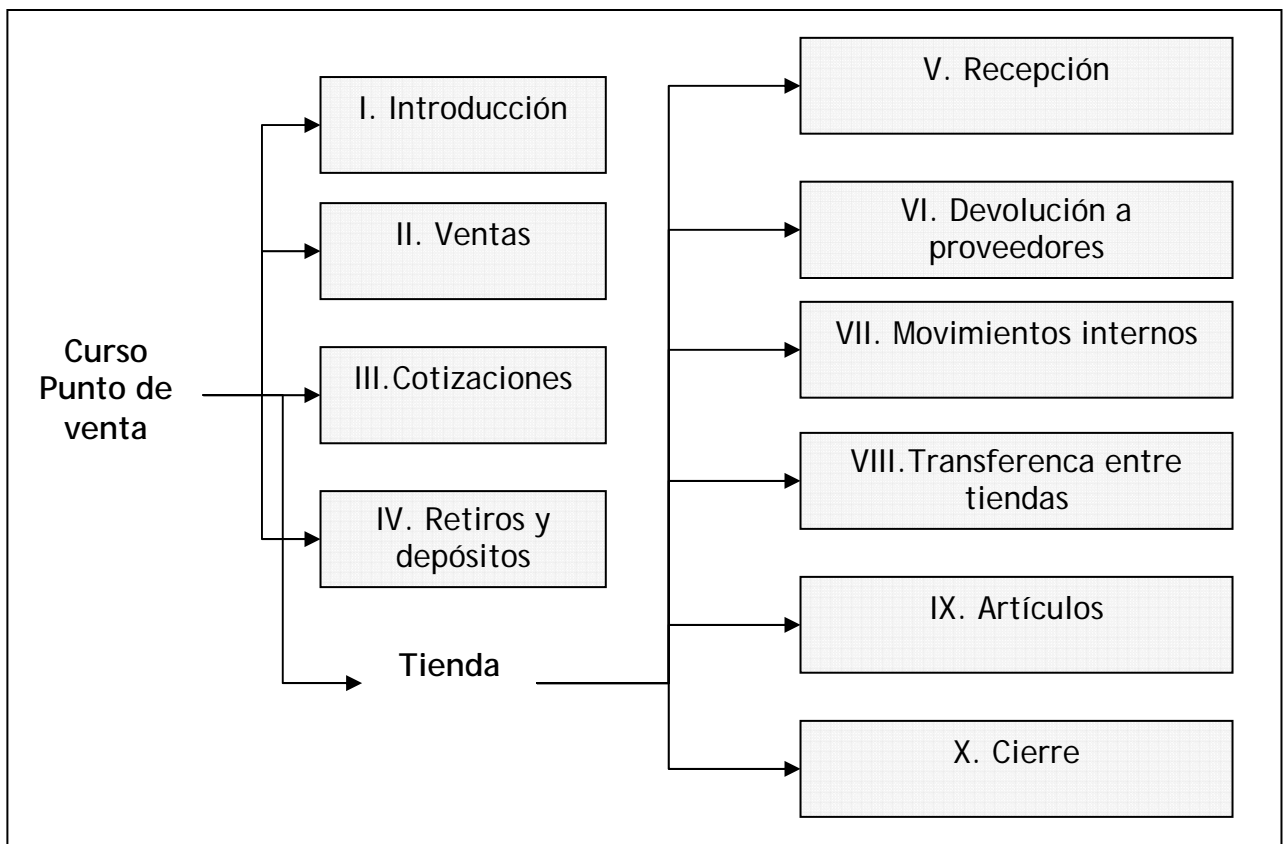 Curso
Punto de
venta
I. Introducción
II. Ventas
III.Cotizaciones
IV. Retiros y
depósitos
Tienda
V. Recepción
VI. Devolución a
proveedores
VII. Movimientos internos
VIII.Transferenca entre
tiendas
IX. Artículos
X. Cierre